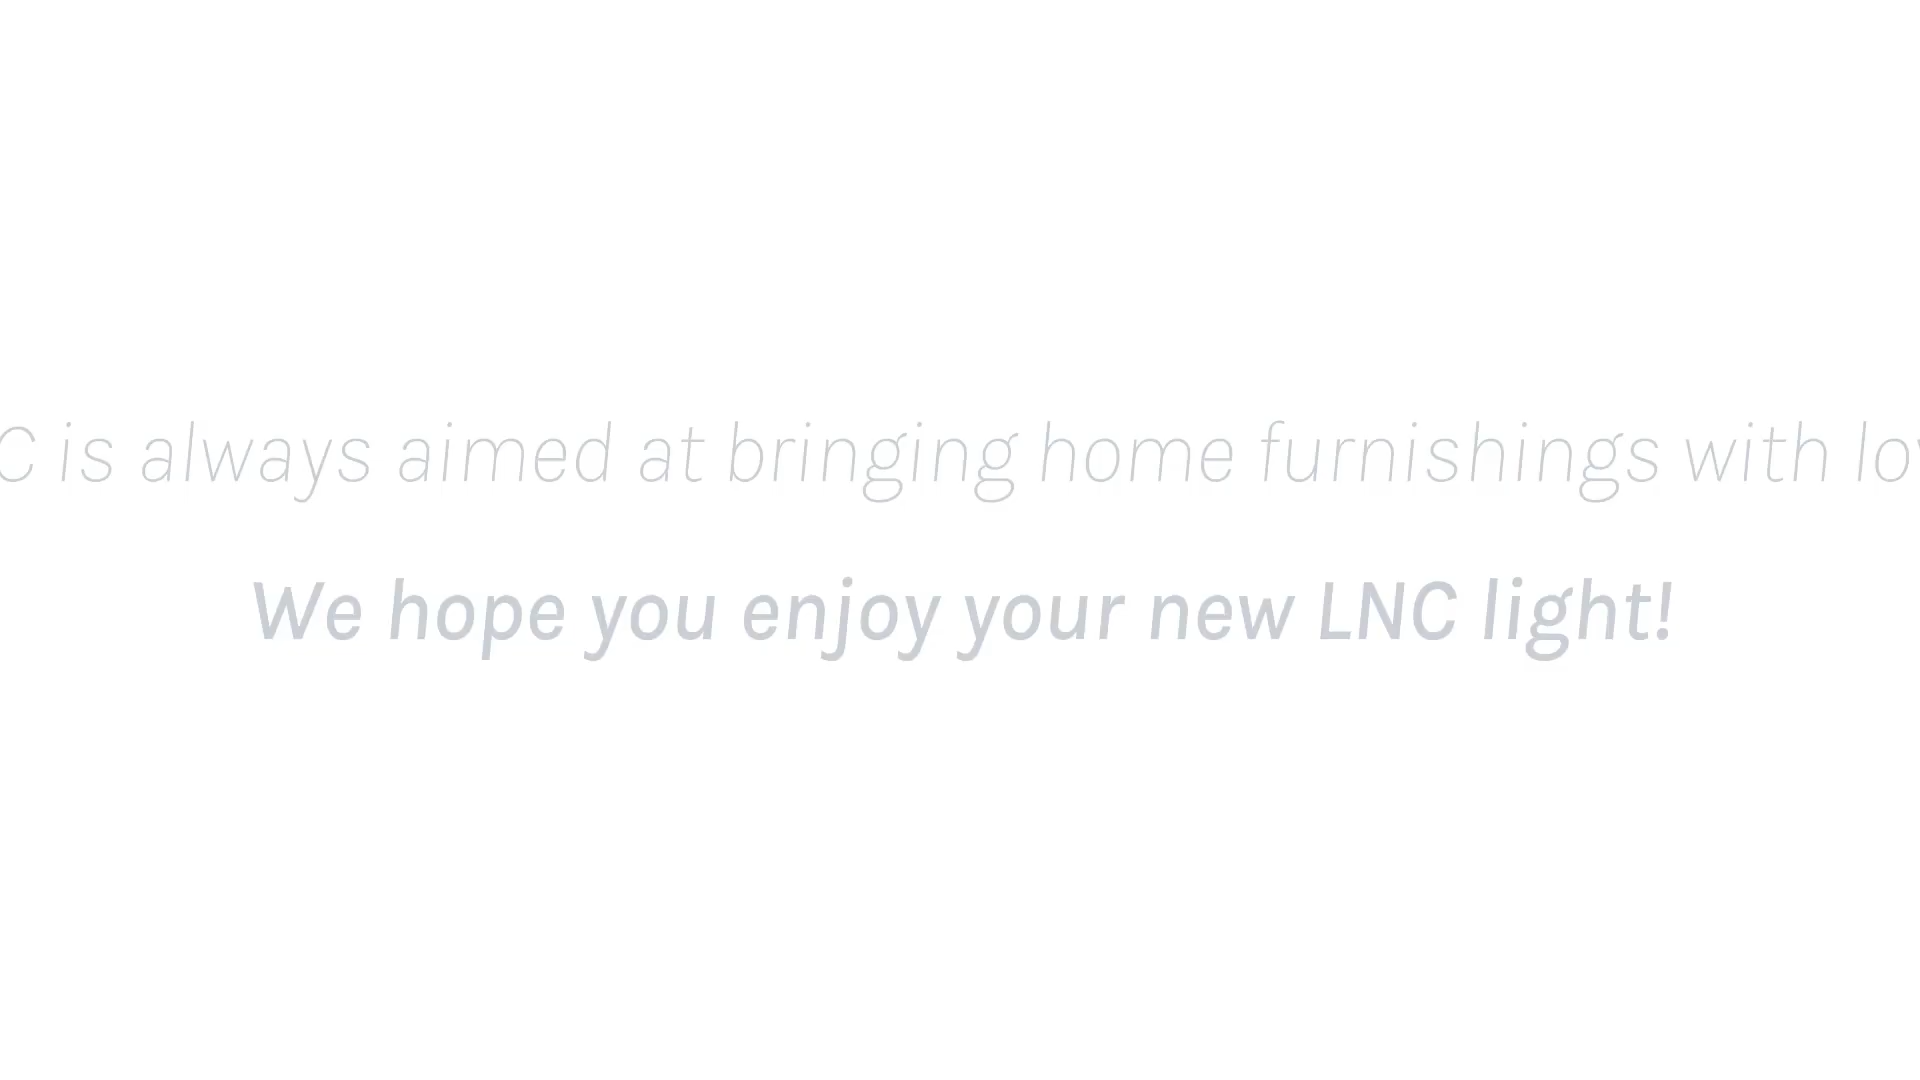 C is always aimed at bringing home furnishings with lo
We hope you enjoy your new LNC light!